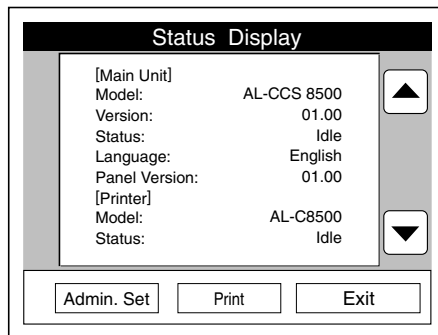 Status Display
[Main Unit]
Model: AL-CCS 8500
Version: 01.00
Status: Idle
Language: English
Panel Version: 01.00
[Printer]
Model: AL-C8500
Status: Idle
Admin. Set Print Exit